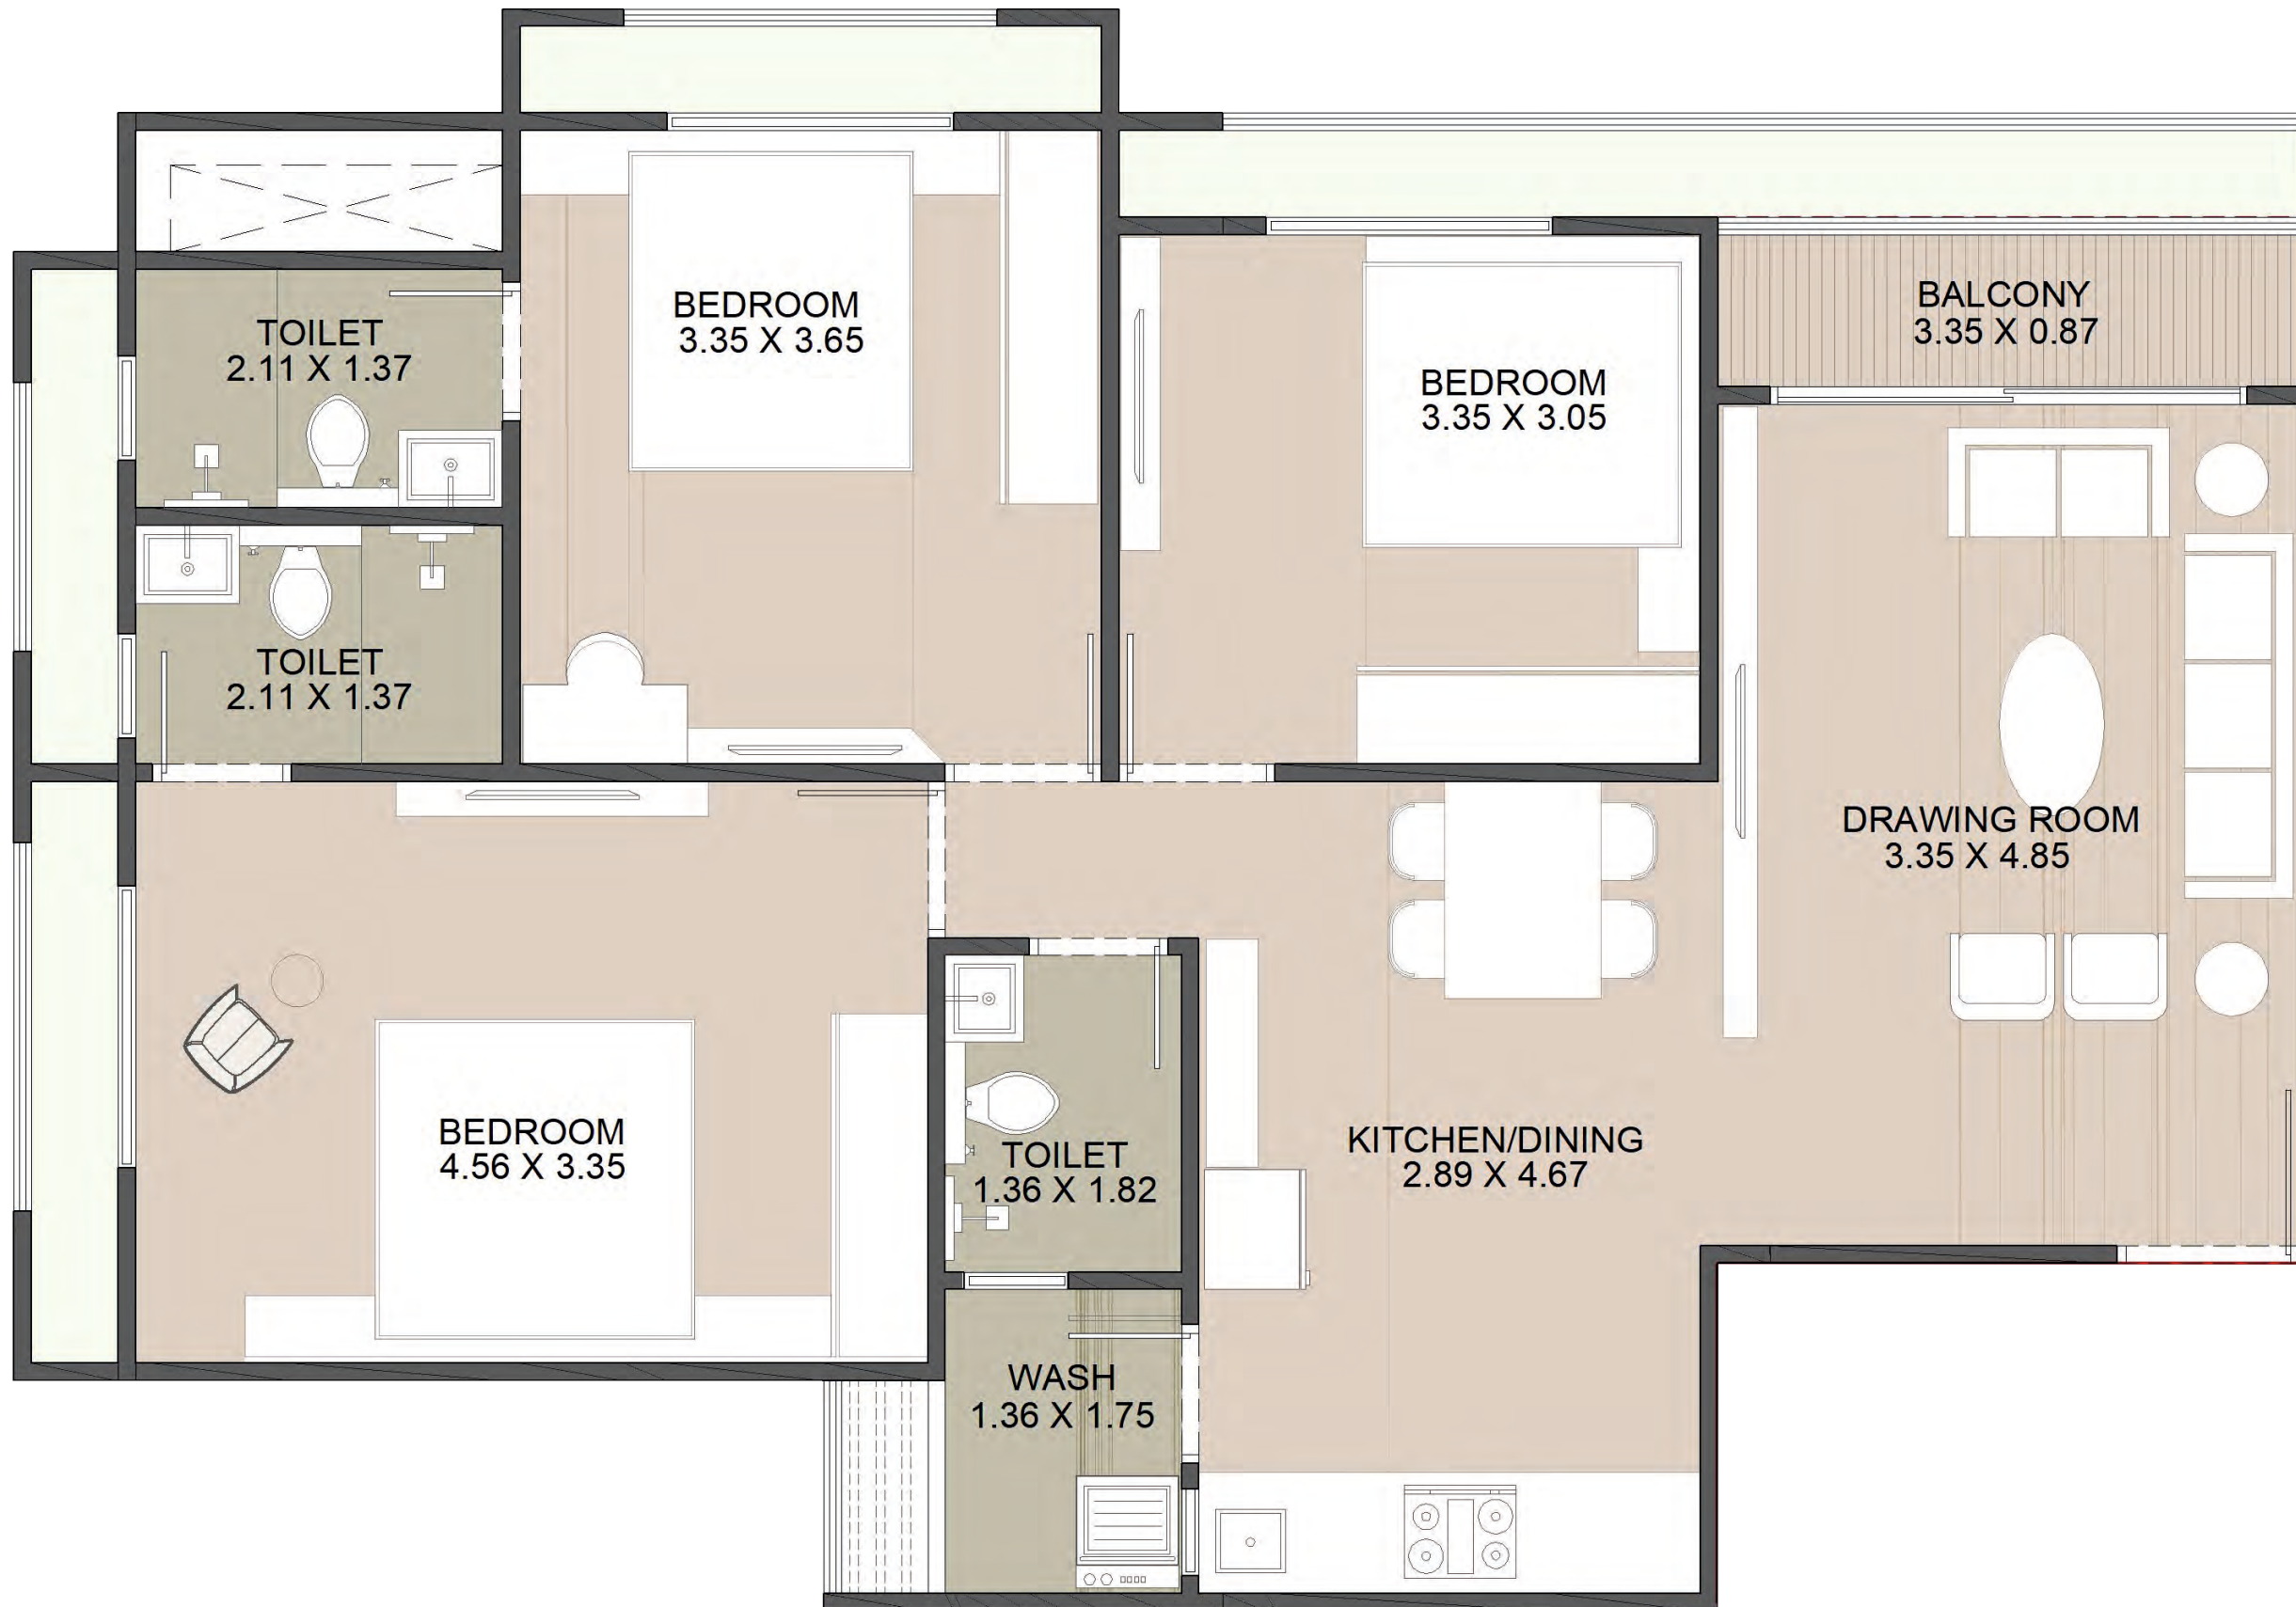 BEDROOM
3.35 X 3.65
BALCONY
3.35 X 0.87
TOILET
2.11 X 1.37
BEDROOM
3.35 X 3.05
TOILET
2.11 X 1.37
DRAWING ROOM
3.35 X 4.85
BEDROOM
4.56 X 3.35
TOILET
1.36 X 1.82
KITCHEN/DINING
2.89 X 4.67
WASH
1.36 X 1.75